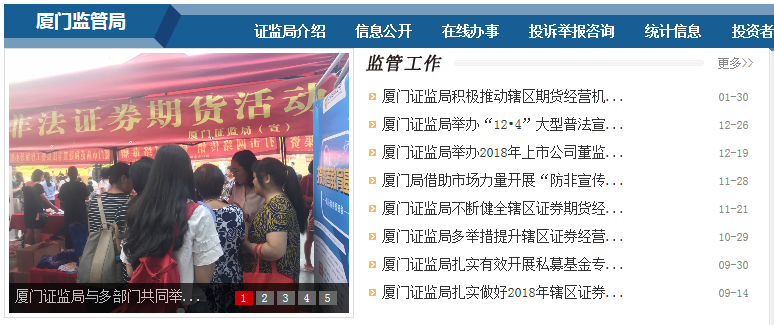 厦门监管局
证监局介绍 信息公开 在线办事 投诉举报咨询 统计信息 投资者
监管工作
更多>>
非法证券期货活动
厦门证监局（宣）
厦门证监局与多部门共同举...
1 2 3 4 5
厦门证监局积极推动辖区期货经营机... 01-30
厦门证监局举办“12•4”大型普法宣... 12-26
厦门证监局举办2018年上市公司董监... 12-19
厦门局借助市场力量开展“防非宣传... 11-28
厦门证监局不断健全辖区证券期货经... 11-21
厦门证监局多举措提升辖区证券经营... 10-29
厦门证监局扎实有效开展私募基金专... 09-30
厦门证监局扎实做好2018年辖区证券... 09-14